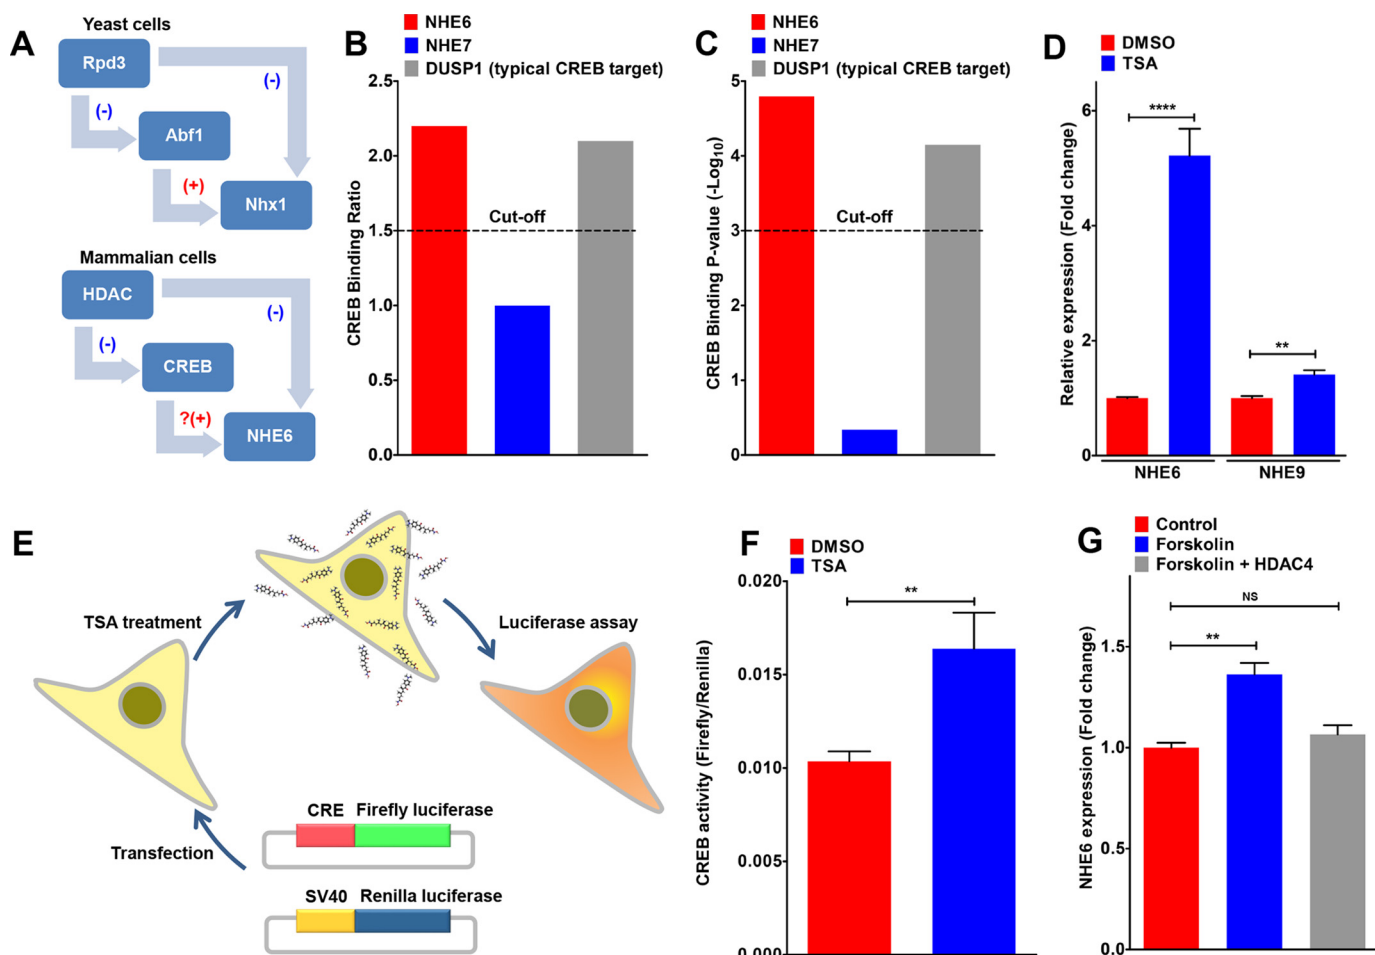 A
Yeast cells
Rpd3
(-)
(-)
Abf1
(+)
Nhx1
Mammalian cells
HDAC
(-)
(-)
CREB
?(+)
NHE6
B
NHE6
NHE7
DUSP1 (typical CREB target)
CREB Binding Ratio
2.5
2.0
1.5
1.0
0.5
0.0
Cut-off
C
NHE6
NHE7
DUSP1 (typical CREB target)
CREB Binding P-value (-Log10)
5
4
3
2
1
0
Cut-off
D
DMSO
TSA
Relative expression (Fold change)
6
4
2
0
****
**
NHE6
NHE9
E
TSA treatment
Luciferase assay
Transfection
CRE Firefly luciferase
SV40 Renilla luciferase
F
DMSO
TSA
CREB activity (Firefly/Renilla)
0.020
0.015
0.010
0.005
0.000
**
G
Control
Forskolin
Forskolin + HDAC4
NHE6 expression (Fold change)
1.5
1.0
0.5
0.0
NS
**